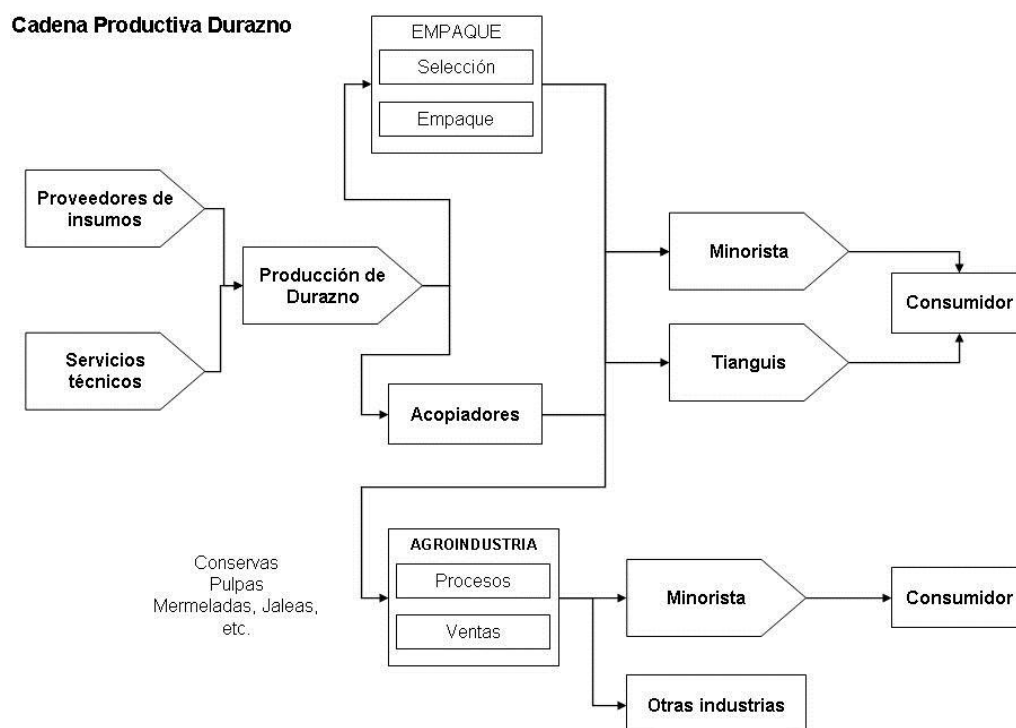 Cadena Productiva Durazno
EMPAQUE
Selección
Empaque
Proveedores de
insumos
Producción de
Durazno
Servicios
técnicos
Acopiadores
Minorista
Tianguis
Consumidor
Conservas
Pulpas
Mermeladas, Jaleas,
etc.
AGROINDUSTRIA
Procesos
Ventas
Minorista
Consumidor
Otras industrias